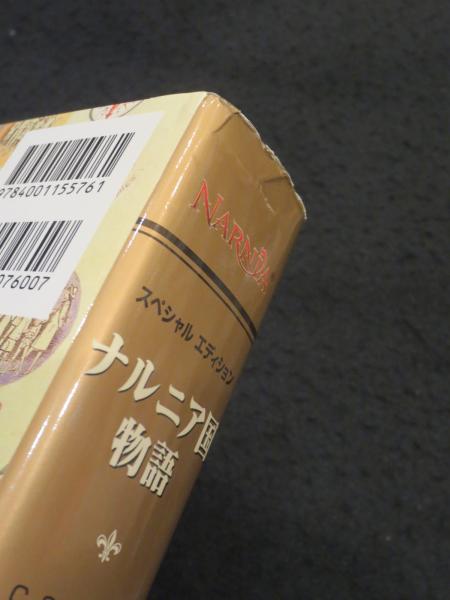 9784001155761
076007
NARNIA
スペシャル エディション
ナルニア国
物語
C